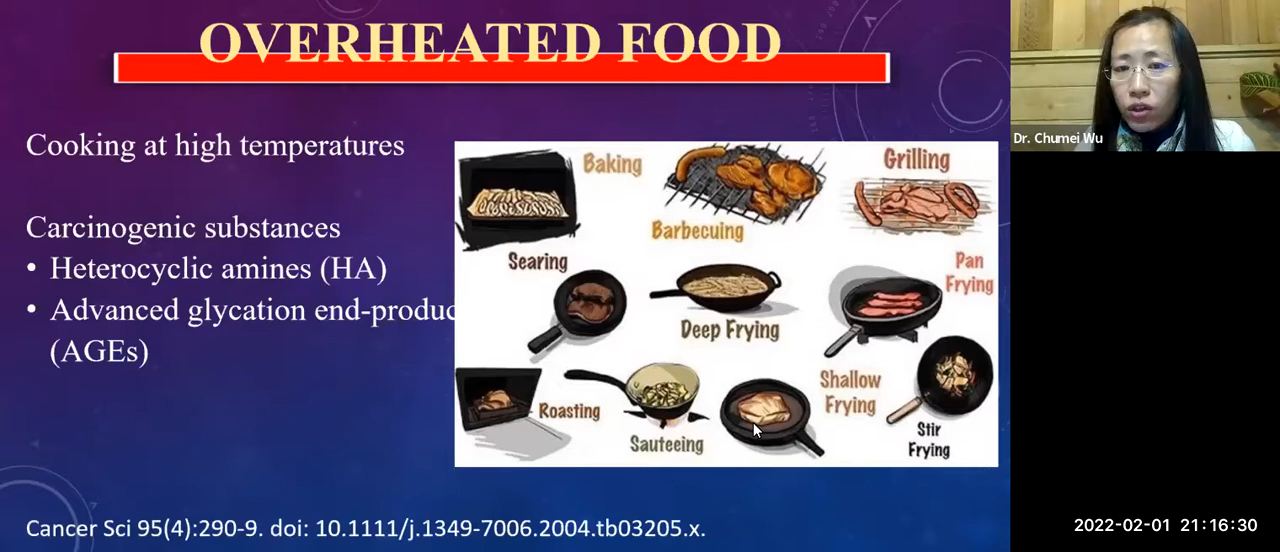 OVERHEATED FOOD
Cooking at high temperatures
Carcinogenic substances
• Heterocyclic amines (HA)
• Advanced glycation end-produc
(AGEs)
Baking
Barbecuing
Grilling
Searing
Deep Frying
Pan
Frying
Roasting
Sauteeing
Shallow
Frying
Stir
Frying
Cancer Sci 95(4):290-9. doi: 10.1111/j.1349-7006.2004.tb03205.x.
Dr. Chumei Wu
2022-02-01 21:16:30